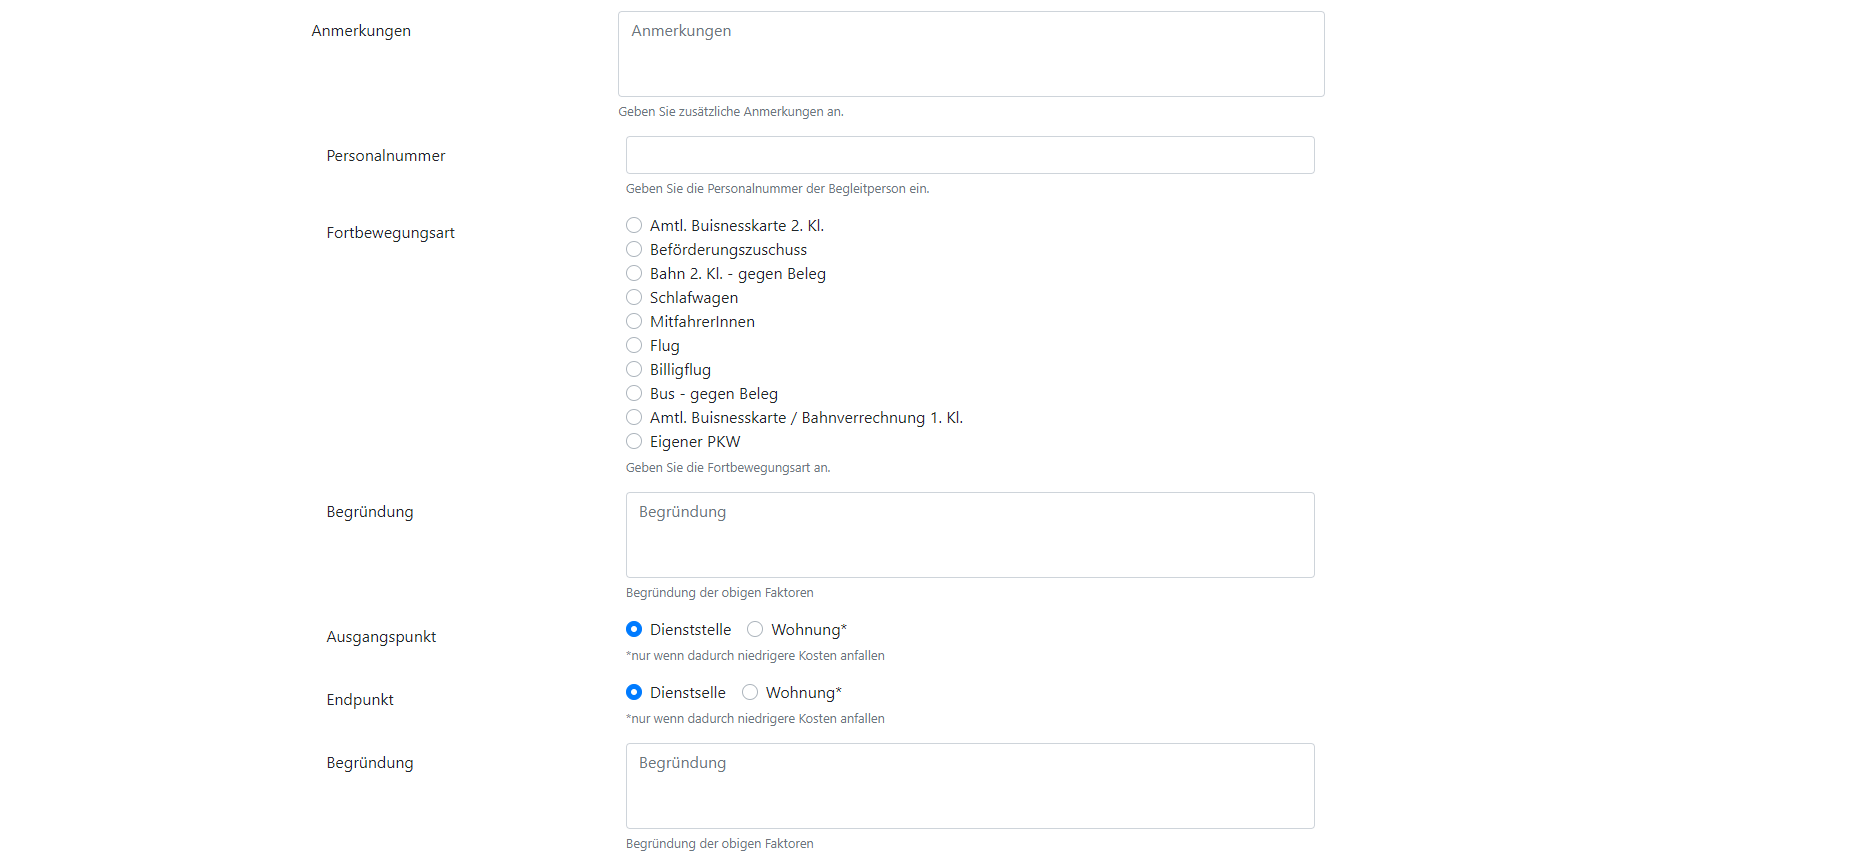 Anmerkungen
Anmerkungen
Geben Sie zusätzliche Anmerkungen an.
Personalnummer
Geben Sie die Personalnummer der Begleitperson ein.
Fortbewegungsart
Amtl. Buisnesskarte 2. Kl.
Beförderungszuschuss
Bahn 2. Kl. - gegen Beleg
Schlafwagen
MitfahrerInnen
Flug
Billigflug
Bus - gegen Beleg
Amtl. Buisnesskarte / Bahnverrechnung 1. Kl.
Eigener PKW
Geben Sie die Fortbewegungsart an.
Begründung
Begründung
Begründung der obigen Faktoren
Ausgangspunkt
Dienststelle Wohnung*
*nur wenn dadurch niedrigere Kosten anfallen
Endpunkt
Dienstselle Wohnung*
*nur wenn dadurch niedrigere Kosten anfallen
Begründung
Begründung
Begründung der obigen Faktoren